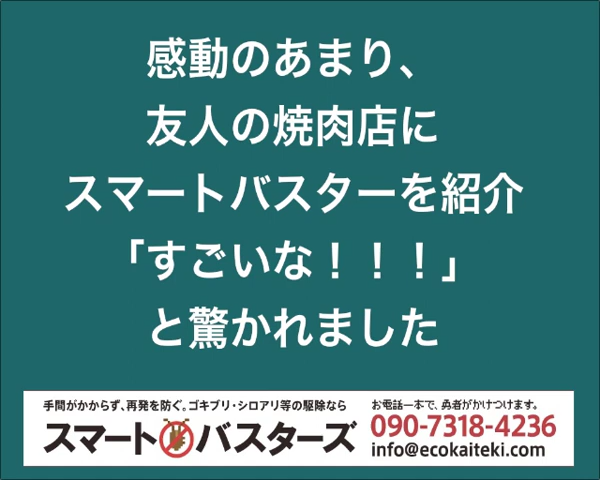 感動のあまり、
友人の焼肉店に
スマートバスターを紹介
「すごいな！！！」
と驚かれました
手間がかからず、再発を防ぐ。ゴキブリ・シロアリ等の駆除なら
スマートバスターズ
お電話一本で、勇者がかけつけます。
090-7318-4236
info@ecokaiteki.com